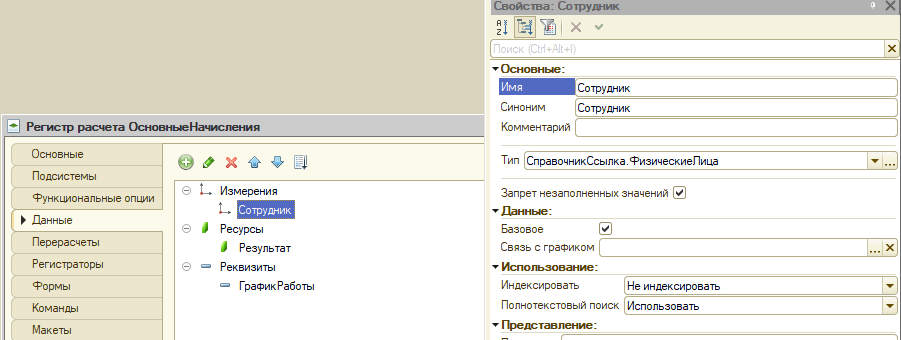 Регистр расчета ОсновныеНачисления
Основные
Подсистемы
Функциональные опции
Данные
Перерасчеты
Регистраторы
Формы
Команды
Макеты
Измерения
Сотрудник
Ресурсы
Результат
Реквизиты
ГрафикРаботы
Свойства: Сотрудник
Поиск (Ctrl+Alt+I)
Основные:
Имя Сотрудник
Синоним Сотрудник
Комментарий
Тип СправочникСсылка.ФизическиеЛица
Запрет незаполненных значений
Данные:
Базовое
Связь с графиком
Использование:
Индексировать Не индексировать
Полнотекстовый поиск Использовать
Представление: